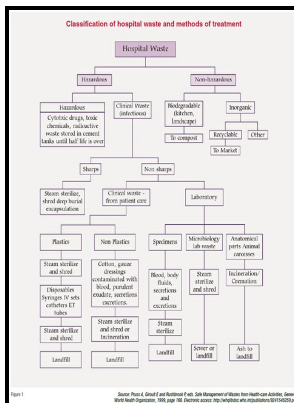 Classification of hospital waste and methods of treatment
Hospital Waste
Hazardous
Non-hazardous
Hazardous
Cytotxic drugs, toxic
chemicals, radioactive
waste stored in cement
tanks until half life is over
Clinical Waste
(infectious)
Biodegradable
(kitchen,
landscape)
Inorganic
To compost
Recyclable
Other
To Market
Sharps
Non sharps
Steam sterilize,
shred deep burial
encapsulation
Clinical waste -
from patient care
Laboratory
Plastics
Non Plastics
Specimens
Microbiology
Lab waste
Anatomical
parts Animal
carcasses
Steam sterilize
and shred
Cotton, gauze
dressings
contaminated with
blood, purulent
exudate, secretions
excretions.
Blood, body
fluids,
secretions
and
excretions
Steam
sterilize
and shred
Incineration/
Cremation
Disposables
Syringes IV sets
catheters ET
tubes
Steam sterilize
and shred
Steam sterilize
and shred or
Incineration
Steam
sterilize
Landfill
Landfill
Landfill
Sewer or
landfill
Ash to
landfill
Figure 1
Source: Pruss A, Giroult E and Rushbrook P, eds. Safe Management of Wastes from Health-care Activities, Geneva
World Health Organization, 1999, page 168. Electronic access: